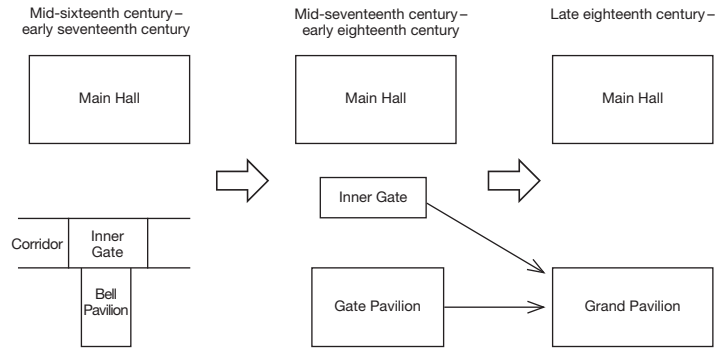 Mid-sixteenth century–
early seventeenth century
Main Hall
Corridor
Inner
Gate
Bell
Pavilion
Mid-seventeenth century–
early eighteenth century
Main Hall
Inner Gate
Gate Pavilion
Late eighteenth century–
Main Hall
Grand Pavilion